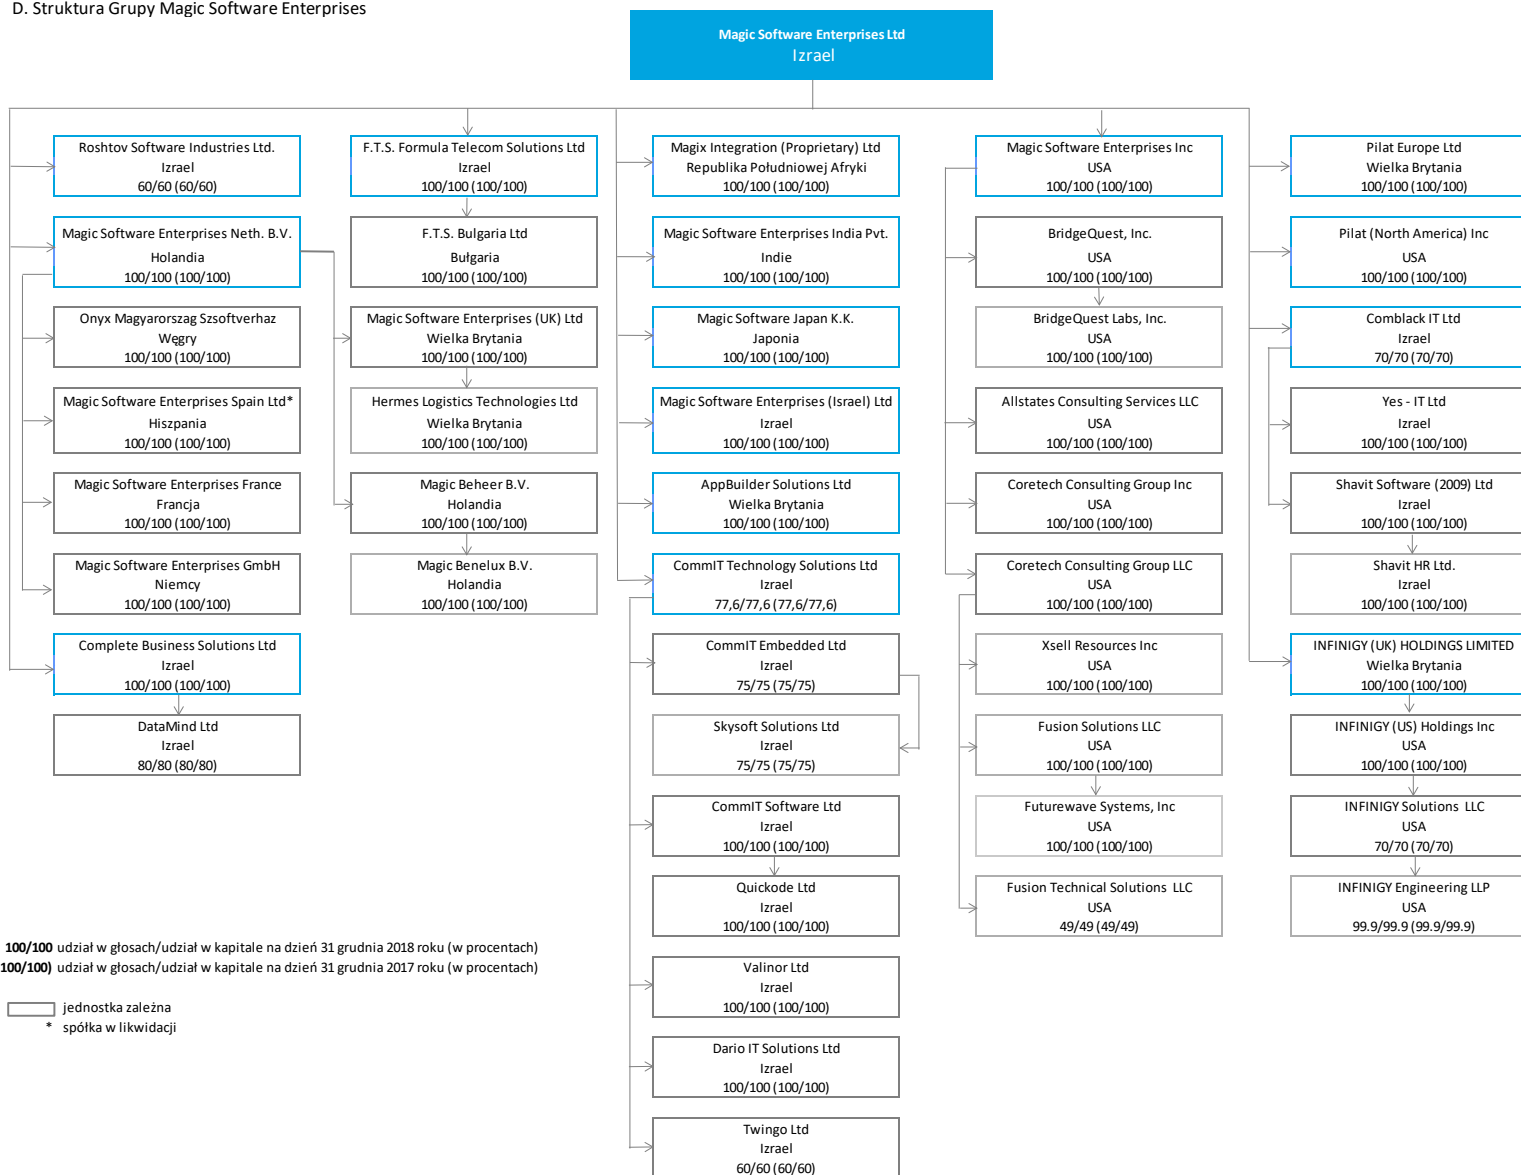 D. Struktura Grupy Magic Software Enterprises
Magic Software Enterprises Ltd
Izrael
Roshtov Software Industries Ltd.
Izrael
60/60 (60/60)
Magic Software Enterprises Neth. B.V.
Holandia
100/100 (100/100)
Onyx Magyarorszag Szsoftverhaz
Węgry
100/100 (100/100)
Magic Software Enterprises Spain Ltd*
Hiszpania
100/100 (100/100)
Magic Software Enterprises France
Francja
100/100 (100/100)
Magic Software Enterprises GmbH
Niemcy
100/100 (100/100)
Complete Business Solutions Ltd
Izrael
100/100 (100/100)
DataMind Ltd
Izrael
80/80 (80/80)
F.T.S. Formula Telecom Solutions Ltd
Izrael
100/100 (100/100)
F.T.S. Bulgaria Ltd
Bułgaria
100/100 (100/100)
Magic Software Enterprises (UK) Ltd
Wielka Brytania
100/100 (100/100)
Hermes Logistics Technologies Ltd
Wielka Brytania
100/100 (100/100)
Magic Beheer B.V.
Holandia
100/100 (100/100)
Magic Benelux B.V.
Holandia
100/100 (100/100)
Magix Integration (Proprietary) Ltd
Republika Południowej Afryki
100/100 (100/100)
Magic Software Enterprises India Pvt.
Indie
100/100 (100/100)
Magic Software Japan K.K.
Japonia
100/100 (100/100)
Magic Software Enterprises (Israel) Ltd
Izrael
100/100 (100/100)
AppBuilder Solutions Ltd
Wielka Brytania
100/100 (100/100)
CommIT Technology Solutions Ltd
Izrael
77,6/77,6 (77,6/77,6)
CommIT Embedded Ltd
Izrael
75/75 (75/75)
Skysoft Solutions Ltd
Izrael
75/75 (75/75)
CommIT Software Ltd
Izrael
100/100 (100/100)
Quickode Ltd
Izrael
100/100 (100/100)
Valinor Ltd
Izrael
100/100 (100/100)
Dario IT Solutions Ltd
Izrael
100/100 (100/100)
Twingo Ltd
Izrael
60/60 (60/60)
Magic Software Enterprises Inc
USA
100/100 (100/100)
BridgeQuest, Inc.
USA
100/100 (100/100)
BridgeQuest Labs, Inc.
USA
100/100 (100/100)
Allstates Consulting Services LLC
USA
100/100 (100/100)
Coretech Consulting Group Inc
USA
100/100 (100/100)
Coretech Consulting Group LLC
USA
100/100 (100/100)
Xsell Resources Inc
USA
100/100 (100/100)
Fusion Solutions LLC
USA
100/100 (100/100)
Futurewave Systems, Inc
USA
100/100 (100/100)
Fusion Technical Solutions LLC
USA
49/49 (49/49)
Pilat Europe Ltd
Wielka Brytania
100/100 (100/100)
Pilat (North America) Inc
USA
100/100 (100/100)
Comblack IT Ltd
Izrael
70/70 (70/70)
Yes - IT Ltd
Izrael
100/100 (100/100)
Shavit Software (2009) Ltd
Izrael
100/100 (100/100)
Shavit HR Ltd.
Izrael
100/100 (100/100)
INFINIGY (UK) HOLDINGS LIMITED
Wielka Brytania
100/100 (100/100)
INFINIGY (US) Holdings Inc
USA
100/100 (100/100)
INFINIGY Solutions LLC
USA
70/70 (70/70)
INFINIGY Engineering LLP
USA
99.9/99.9 (99.9/99.9)
100/100 udział w głosach/udział w kapitale na dzień 31 grudnia 2018 roku (w procentach)
100/100) udział w głosach/udział w kapitale na dzień 31 grudnia 2017 roku (w procentach)
jednostka zależna
* spółka w likwidacji